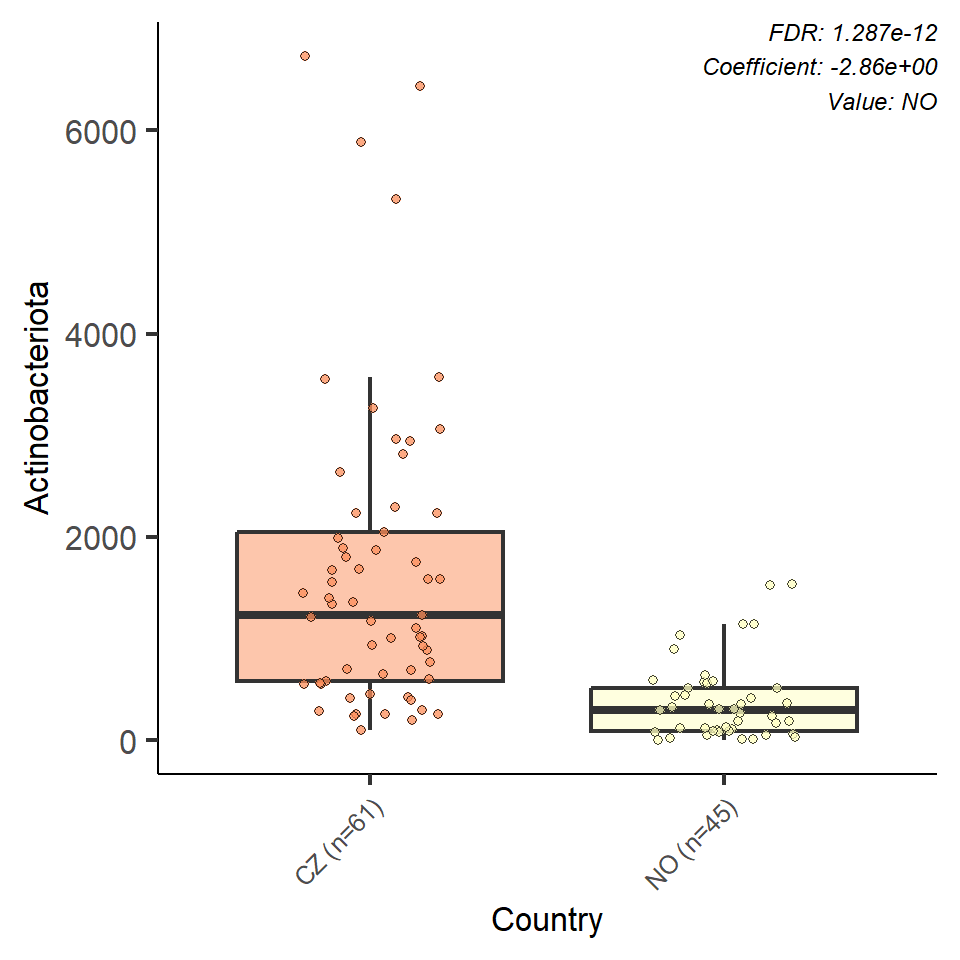 FDR: 1.287e-12
Coefficient: -2.86e+00
Value: NO
6000
4000
2000
0
Actinobacteriota
CZ (n=61)
NO (n=45)
Country